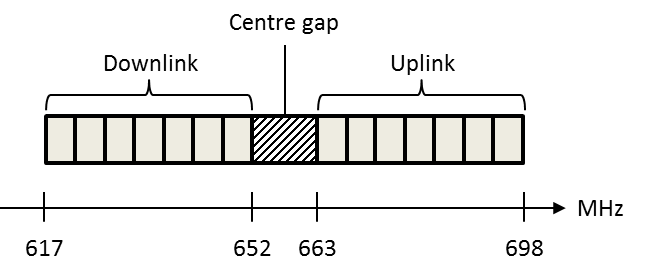 Centre gap
Downlink
Uplink
MHz
617
652
663
698